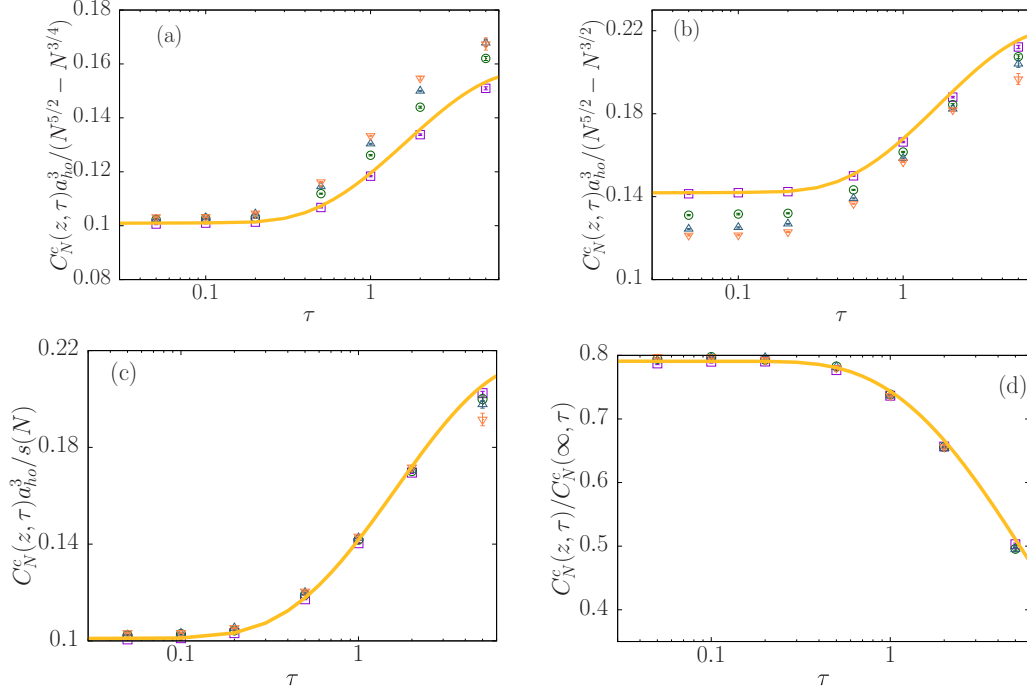 (a)
0.2
0.16
0.14
0.12
0.1
0.08
C_N^c(z, τ)a_{ho}^3/(N^{5/2} − N^{3/4})
0.1
1
τ
(b)
0.22
0.18
0.14
0.1
C_N^c(z, τ)a_{ho}^3/(N^{5/2} − N^{3/2})
0.1
1
τ
(c)
0.22
0.18
0.14
0.1
C_N^c(z, τ)a_{ho}^3/s(N)
0.1
1
τ
(d)
0.8
0.7
0.6
0.5
0.4
C_N^c(z, τ)/C_N^c(∞, τ)
0.1
1
τ